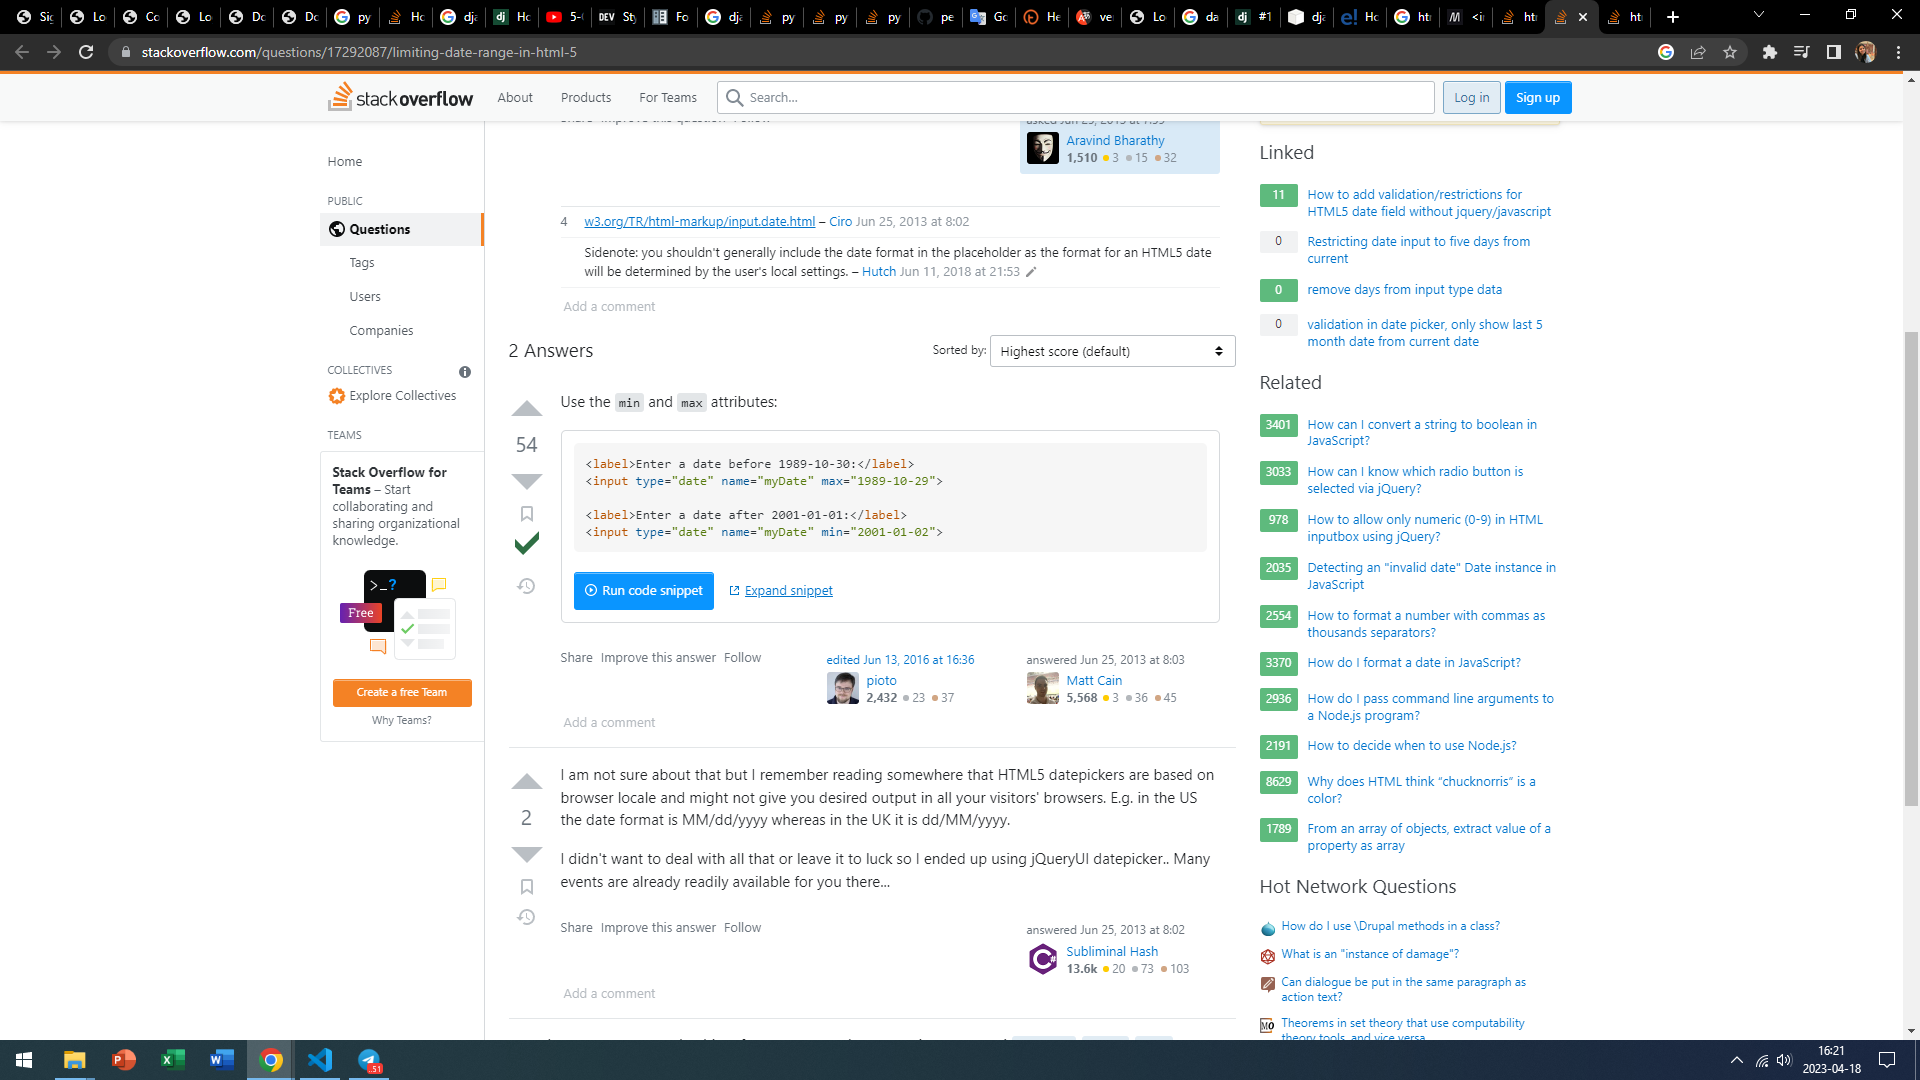 Si
Lo
Co
Lo
Do
Do
py
Ho
dja
Ho
5-
DEV
Sty
Fo
dja
py
py
py
pe
Go
He
ve
Lo
da
#1
dja
Ho
ht
M
<i
ht
ht
stackoverflow.com/questions/17292087/limiting-date-range-in-html-5
stackoverflow
About
Products
For Teams
Search...
Log in
Sign up
Home
PUBLIC
Questions
Tags
Users
Companies
COLLECTIVES
Explore Collectives
TEAMS
Stack Overflow for
Teams – Start
collaborating and
sharing organizational
knowledge.
>_?
Free
Create a free Team
Why Teams?
Share Improve this question Follow
asked Jun 25, 2013 at 7:55
Aravind Bharathy
1,510 3 15 32
4 w3.org/TR/html-markup/input.date.html – Ciro Jun 25, 2013 at 8:02
Sidenote: you shouldn't generally include the date format in the placeholder as the format for an HTML5 date
will be determined by the user's local settings. – Hutch Jun 11, 2018 at 21:53
Add a comment
2 Answers
Sorted by: Highest score (default)
54
Use the min and max attributes:
<label>Enter a date before 1989-10-30:</label>
<input type="date" name="myDate" max="1989-10-29">
<label>Enter a date after 2001-01-01:</label>
<input type="date" name="myDate" min="2001-01-02">
Run code snippet
Expand snippet
Share Improve this answer Follow
edited Jun 13, 2016 at 16:36
pioto
2,432 23 37
answered Jun 25, 2013 at 8:03
Matt Cain
5,568 3 36 45
Add a comment
2
I am not sure about that but I remember reading somewhere that HTML5 datepickers are based on
browser locale and might not give you desired output in all your visitors' browsers. E.g. in the US
the date format is MM/dd/yyyy whereas in the UK it is dd/MM/yyyy.
I didn't want to deal with all that or leave it to luck so I ended up using jQueryUI datepicker.. Many
events are already readily available for you there...
Share Improve this answer Follow
answered Jun 25, 2013 at 8:02
Subliminal Hash
13.6k 20 73 103
Add a comment
Linked
11 How to add validation/restrictions for
HTML5 date field without jquery/javascript
0 Restricting date input to five days from
current
0 remove days from input type data
0 validation in date picker, only show last 5
month date from current date
Related
3401 How can I convert a string to boolean in
JavaScript?
3033 How can I know which radio button is
selected via jQuery?
978 How to allow only numeric (0-9) in HTML
inputbox using jQuery?
2035 Detecting an "invalid date" Date instance in
JavaScript
2554 How to format a number with commas as
thousands separators?
3370 How do I format a date in JavaScript?
2936 How do I pass command line arguments to
a Node.js program?
2191 How to decide when to use Node.js?
8629 Why does HTML think “chucknorris” is a
color?
1789 From an array of objects, extract value of a
property as array
Hot Network Questions
How do I use \Drupal methods in a class?
What is an "instance of damage"?
Can dialogue be put in the same paragraph as
action text?
MO Theorems in set theory that use computability
theory tools, and vice versa
16:21
2023-04-18